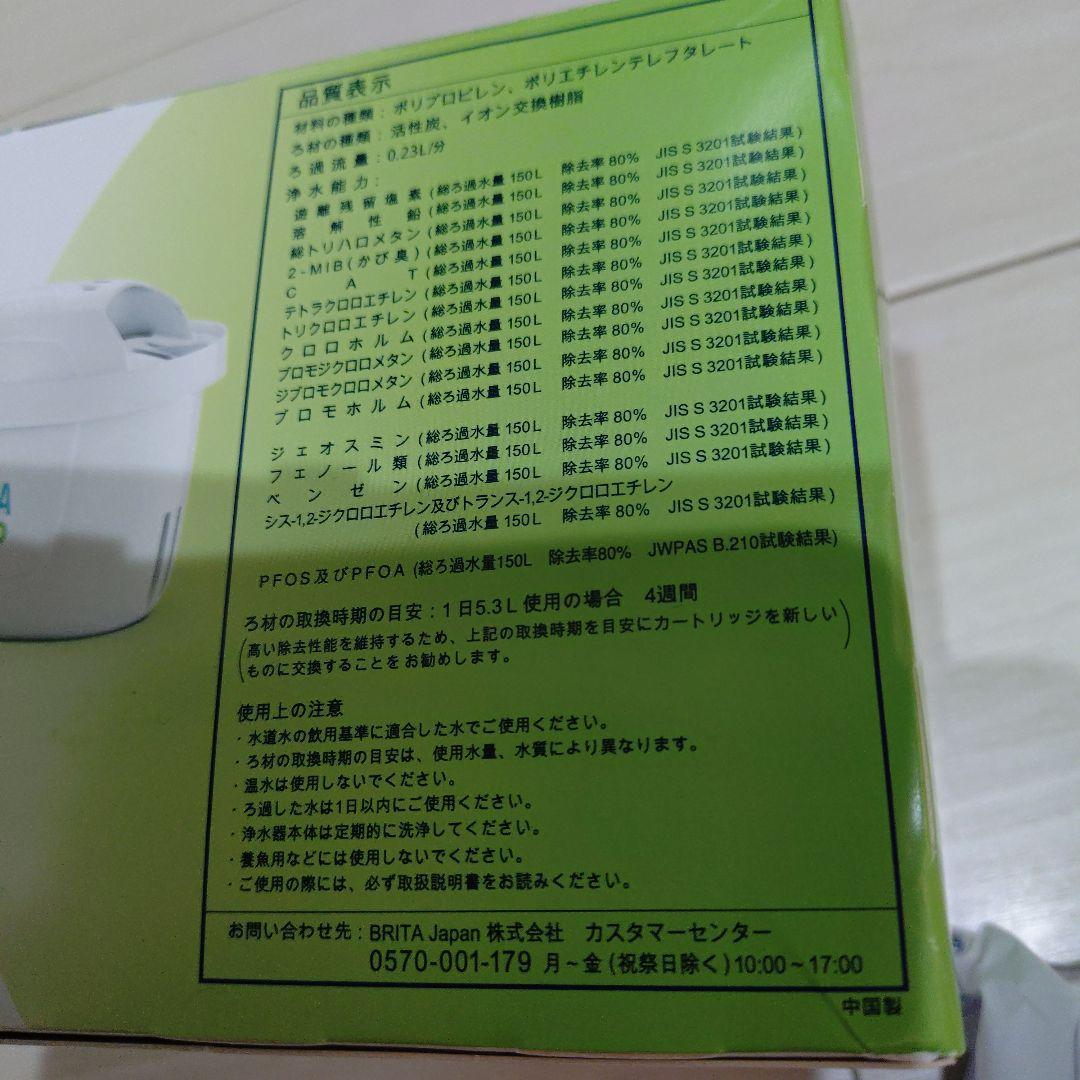 品質表示
材料の種類：ポリプロピレン、ポリエチレンテレフタレート
ろ材の種類：活性炭、イオン交換樹脂
ろ過流量：0.23L/分
浄水能力：
遊離残留塩素(総ろ過水量 150L 除去率 80% JIS S 3201試験結果)
溶解性鉛(総ろ過水量 150L 除去率 80% JIS S 3201試験結果)
総トリハロメタン(総ろ過水量 150L 除去率 80% JIS S 3201試験結果)
2-MIB(かび臭)(総ろ過水量 150L 除去率 80% JIS S 3201試験結果)
CAT(総ろ過水量 150L 除去率 80% JIS S 3201試験結果)
テトラクロロエチレン(総ろ過水量 150L 除去率 80% JIS S 3201試験結果)
トリクロロエチレン(総ろ過水量 150L 除去率 80% JIS S 3201試験結果)
クロロホルム(総ろ過水量 150L 除去率 80% JIS S 3201試験結果)
ブロモジクロロメタン(総ろ過水量 150L 除去率 80% JIS S 3201試験結果)
ジブロモクロロメタン(総ろ過水量 150L 除去率 80% JIS S 3201試験結果)
ブロモホルム(総ろ過水量 150L 除去率 80% JIS S 3201試験結果)
ジェオスミン(総ろ過水量 150L 除去率 80% JIS S 3201試験結果)
フェノール類(総ろ過水量 150L 除去率 80% JIS S 3201試験結果)
ベンゼン(総ろ過水量 150L 除去率 80% JIS S 3201試験結果)
シス-1,2-ジクロロエチレン及びトランス-1,2-ジクロロエチレン
(総ろ過水量 150L 除去率 80% JIS S 3201試験結果)
PFOS及びPFOA(総ろ過水量150L 除去率80% JWPAS B.210試験結果)
ろ材の取換時期の目安：1日5.3L使用の場合 4週間
(高い除去性能を維持するため、上記の取換時期を目安にカートリッジを新しい
ものに交換することをお勧めします。)
使用上の注意
・水道水の飲用基準に適合した水でご使用ください。
・ろ材の取換時期の目安は、使用水量、水質により異なります。
・温水は使用しないでください。
・ろ過した水は1日以内にご使用ください。
・浄水器本体は定期的に洗浄してください。
・養魚用などには使用しないでください。
・ご使用の際には、必ず取扱説明書をお読みください。
お問い合わせ先：BRITA Japan 株式会社 カスタマーセンター
0570-001-179 月～金(祝祭日除く)10:00～17:00
中国製